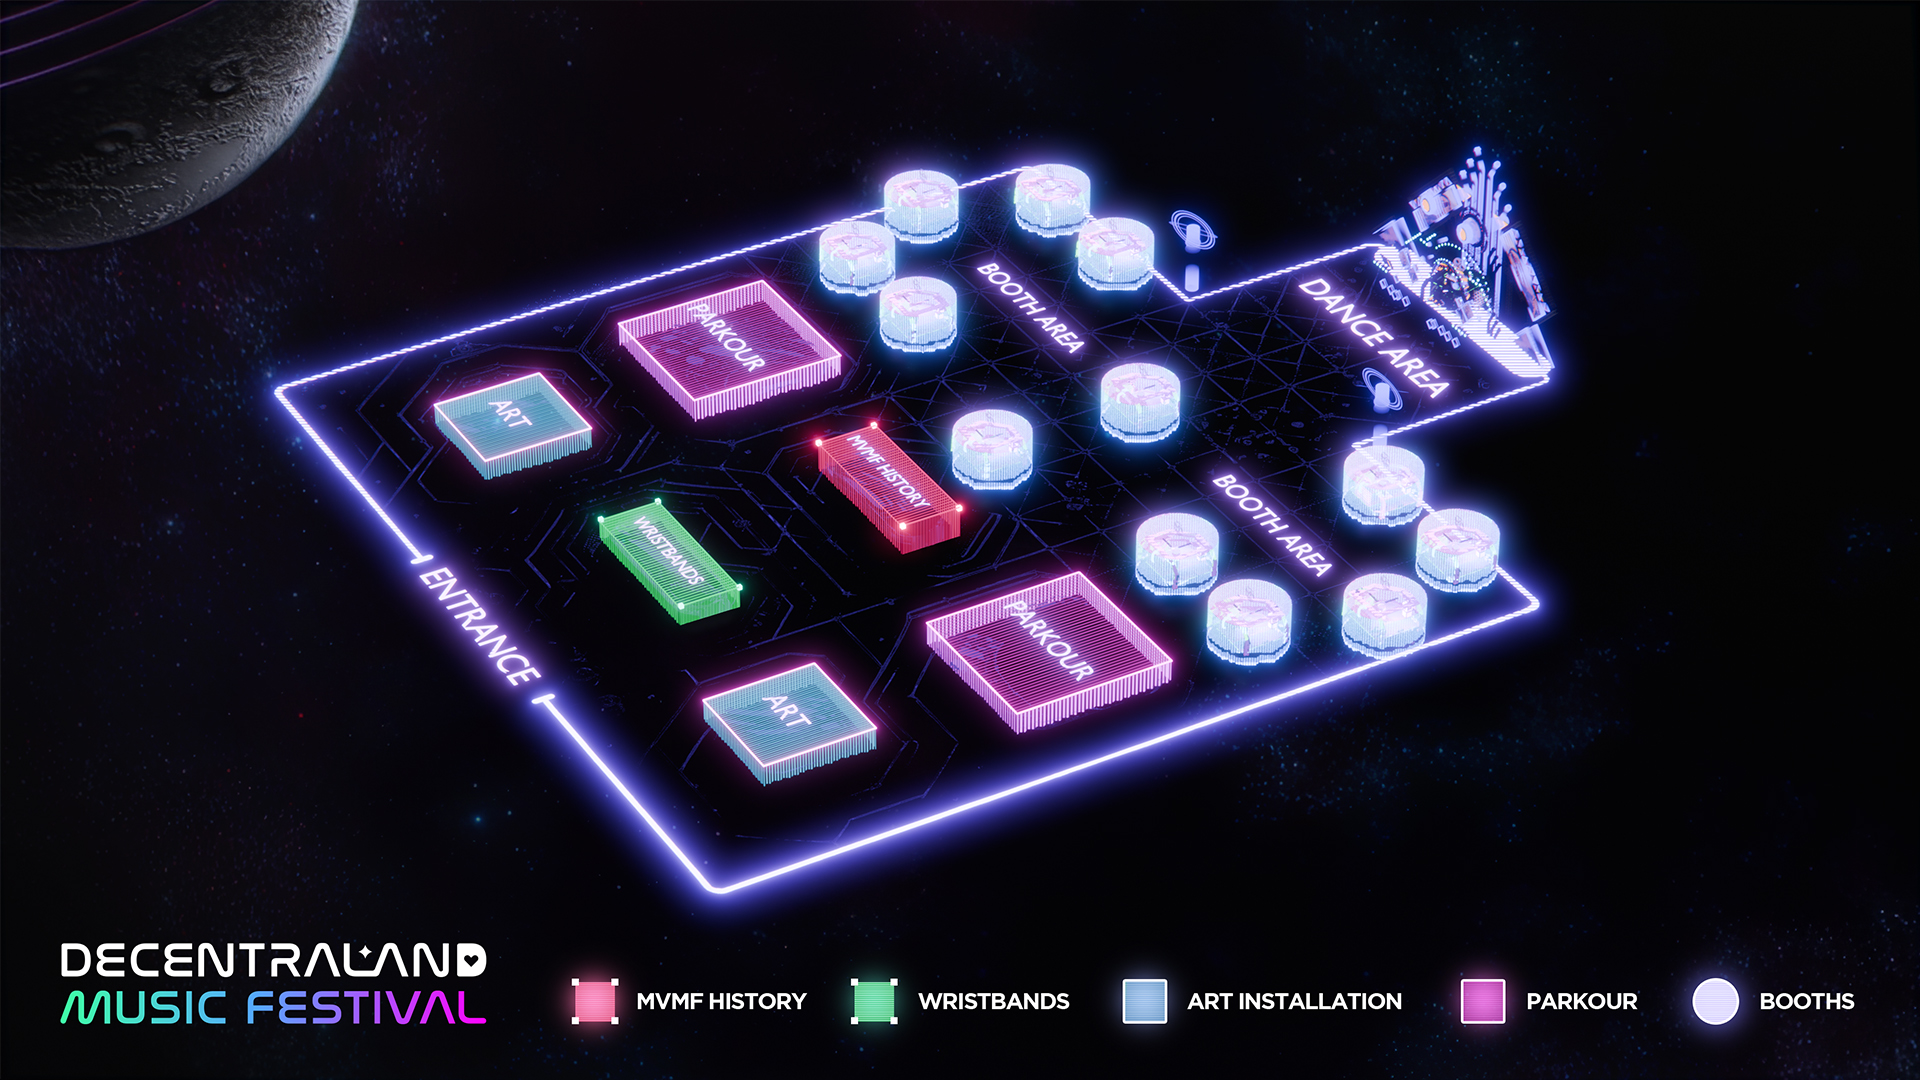 BOOTH AREA
DANCE AREA
PARKOUR
ART
MVMF HISTORY
WRISTBANDS
BOOTH AREA
ENTRANCE
PARKOUR
ART
DECENTRALAND
MUSIC FESTIVAL
MVMF HISTORY
WRISTBANDS
ART INSTALLATION
PARKOUR
BOOTHS